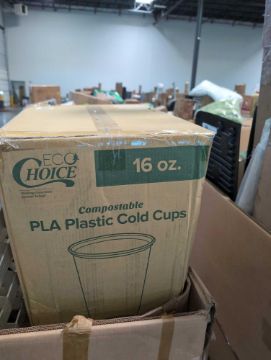 ECO
CHOICE
16 oz.
Compostable
PLA Plastic Cold Cups